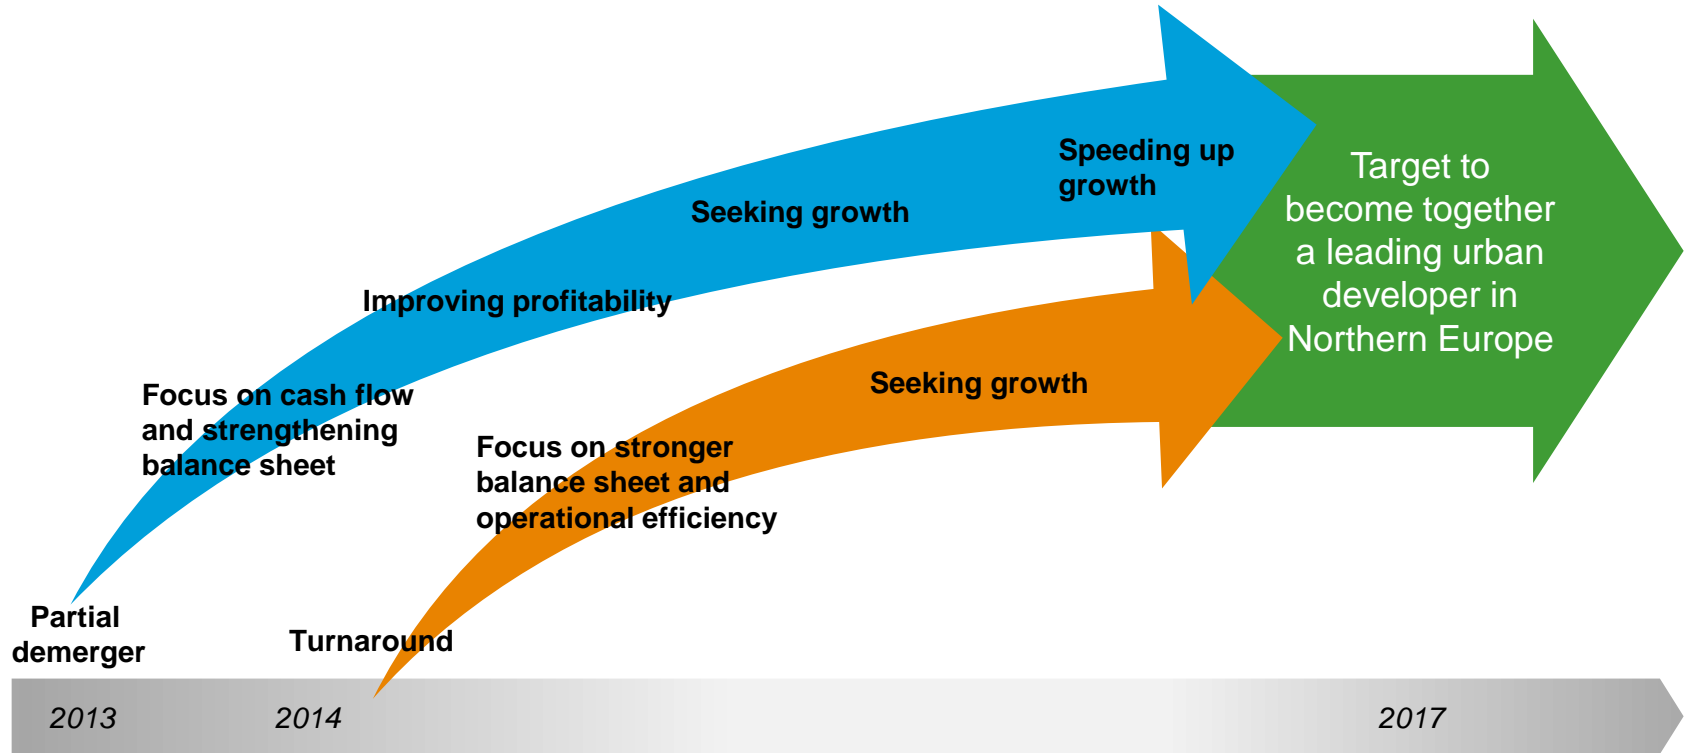 Speeding up
growth
Seeking growth
Improving profitability
Focus on cash flow
and strengthening
balance sheet
Partial
demerger
Seeking growth
Focus on stronger
balance sheet and
operational efficiency
Turnaround
Target to
become together
a leading urban
developer in
Northern Europe
2013
2014
2017